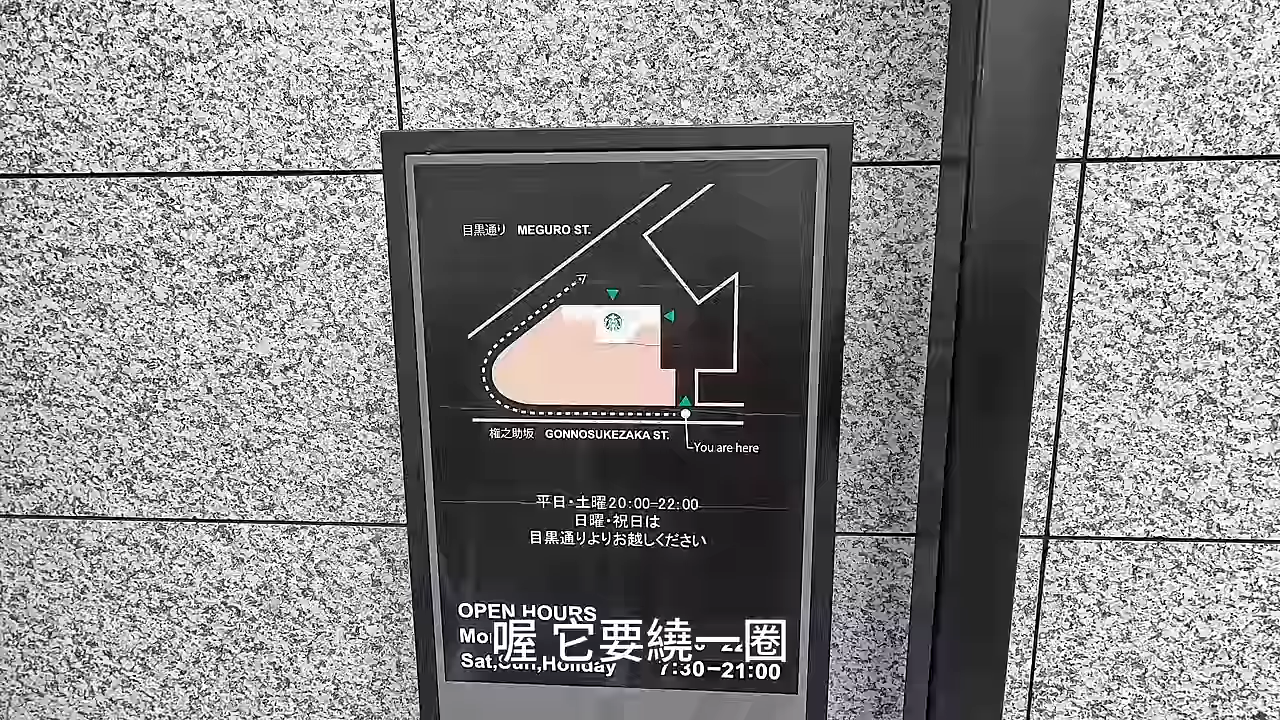 目黒通り MEGURO ST.
権之助坂 GONNOSUKEZAKA ST.
You are here
平日・土曜20:00-22:00
日曜・祝日は
目黒通りよりお越しください
OPEN HOURS
喔 它要繞一圈
Sat,Sun,Holiday 7:30-21:00